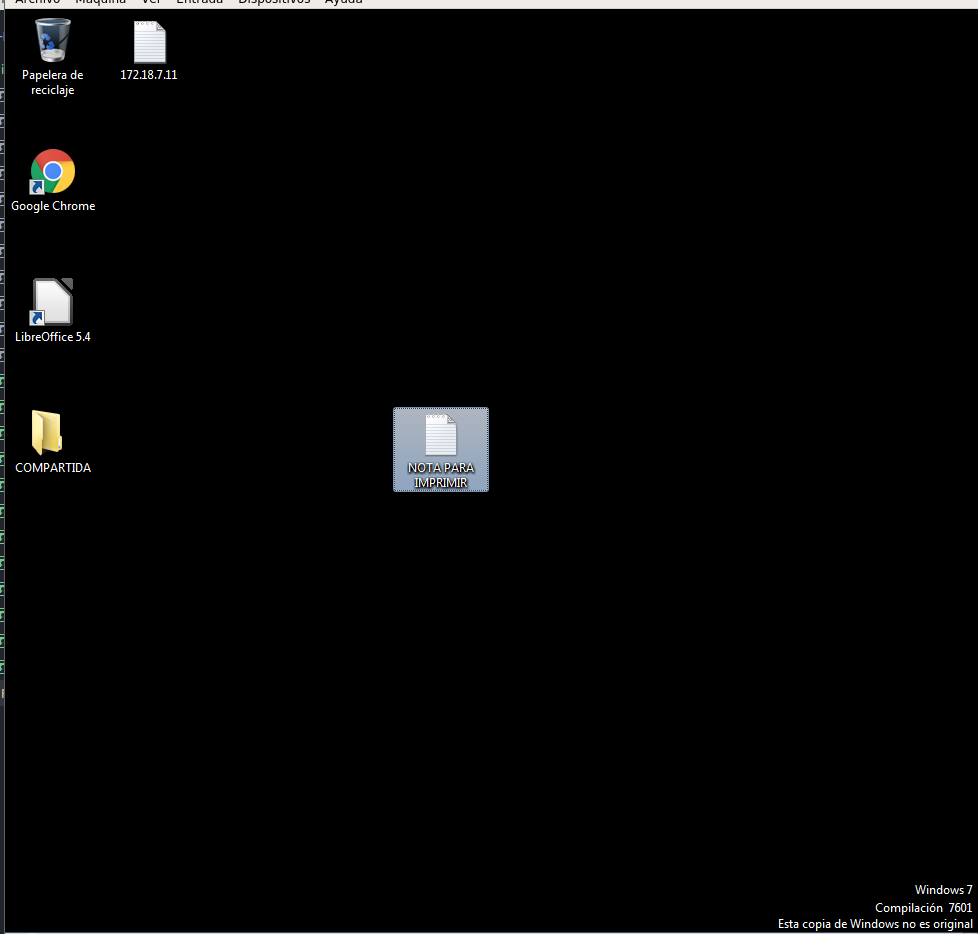 Archivo Máquina Ver Entrada Dispositivos Ayuda
Papelera de
reciclaje
172.18.7.11
Google Chrome
LibreOffice 5.4
COMPARTIDA
NOTA PARA
IMPRIMIR
Windows 7
Compilación 7601
Esta copia de Windows no es original